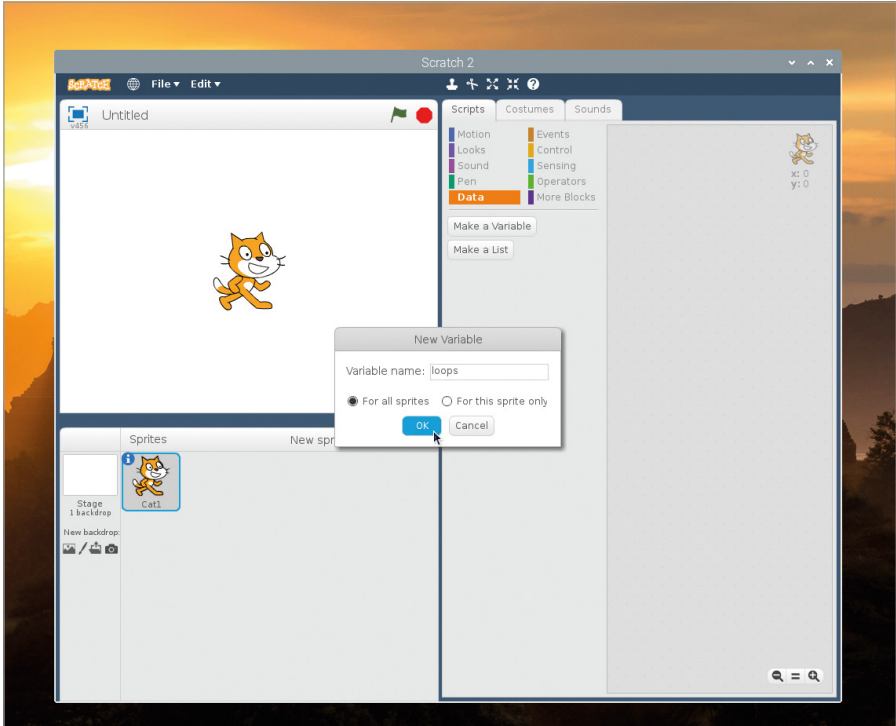 Scratch 2
SCRATCH
File Edit
Untitled
v456
Scripts Costumes Sounds
Motion Events
Looks Control
Sound Sensing
Pen Operators
Data More Blocks
Make a Variable
Make a List
x: 0
y: 0
New Variable
Variable name: loops
For all sprites For this sprite only
OK Cancel
Sprites New spr
Stage
1 backdrop
New backdrop:
Cat1